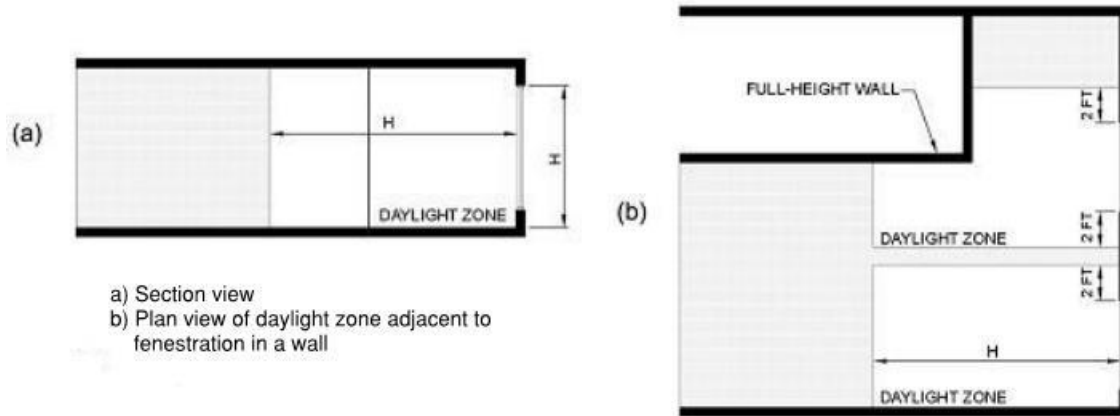 (a)
H
H
DAYLIGHT ZONE
a) Section view
b) Plan view of daylight zone adjacent to
fenestration in a wall
(b)
FULL-HEIGHT WALL
2 FT
DAYLIGHT ZONE
2 FT
2 FT
H
DAYLIGHT ZONE